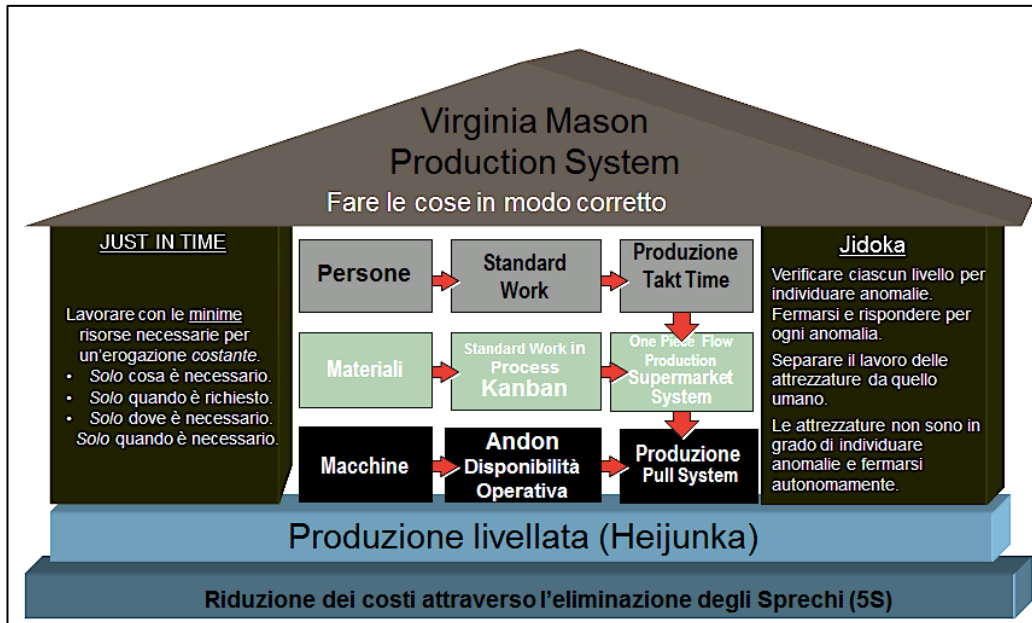 Virginia Mason
Production System
Fare le cose in modo corretto
JUST IN TIME
Lavorare con le minime
risorse necessarie per
un'erogazione costante.
• Solo cosa è necessario.
• Solo quando è richiesto.
• Solo dove è necessario.
Solo quando è necessario.
Persone
Standard
Work
Produzione
Takt Time
Materiali
Standard Work in
Process
Kanban
One Piece Flow
Production
Supermarket
System
Macchine
Andon
Disponibilità
Operativa
Produzione
Pull System
Jidoka
Verificare ciascun livello per
individuare anomalie.
Fermarsi e rispondere per
ogni anomalia.
Separare il lavoro delle
attrezzature da quello
umano.
Le attrezzature non sono in
grado di individuare
anomalie e fermarsi
autonomamente.
Produzione livellata (Heijunka)
Riduzione dei costi attraverso l'eliminazione degli Sprechi (5S)